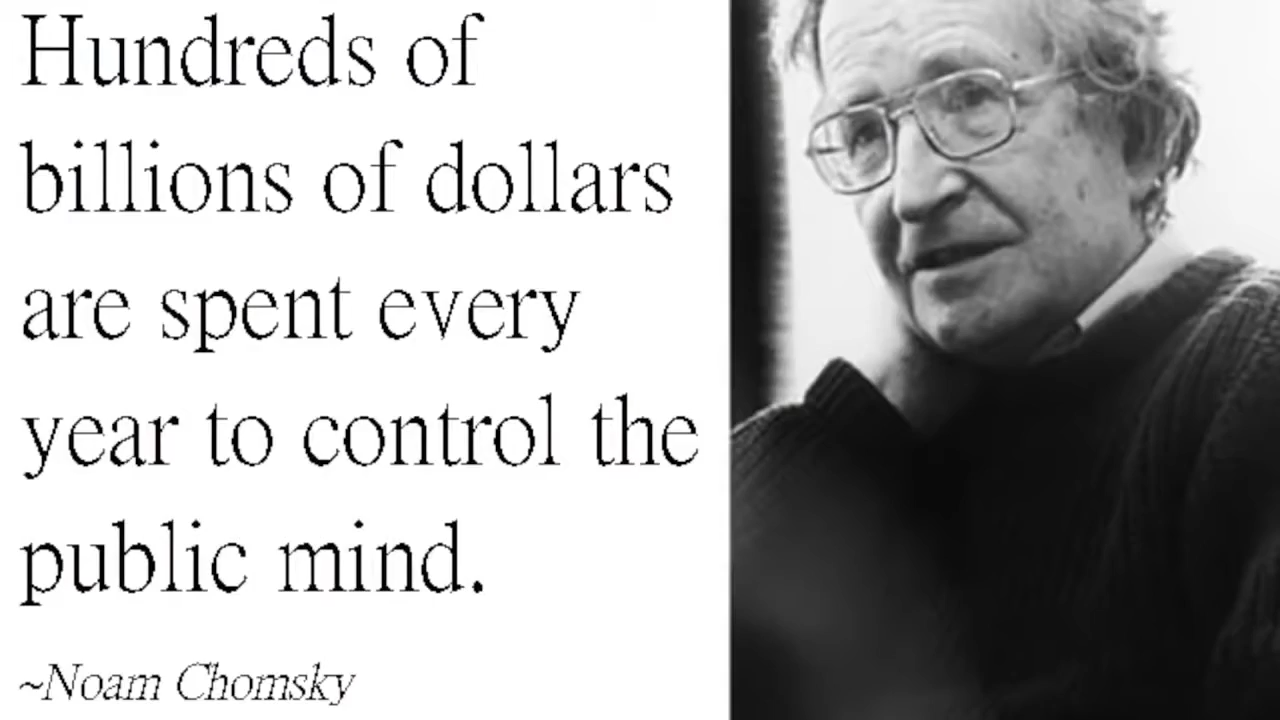 Hundreds of
billions of dollars
are spent every
year to control the
public mind.
~Noam Chomsky